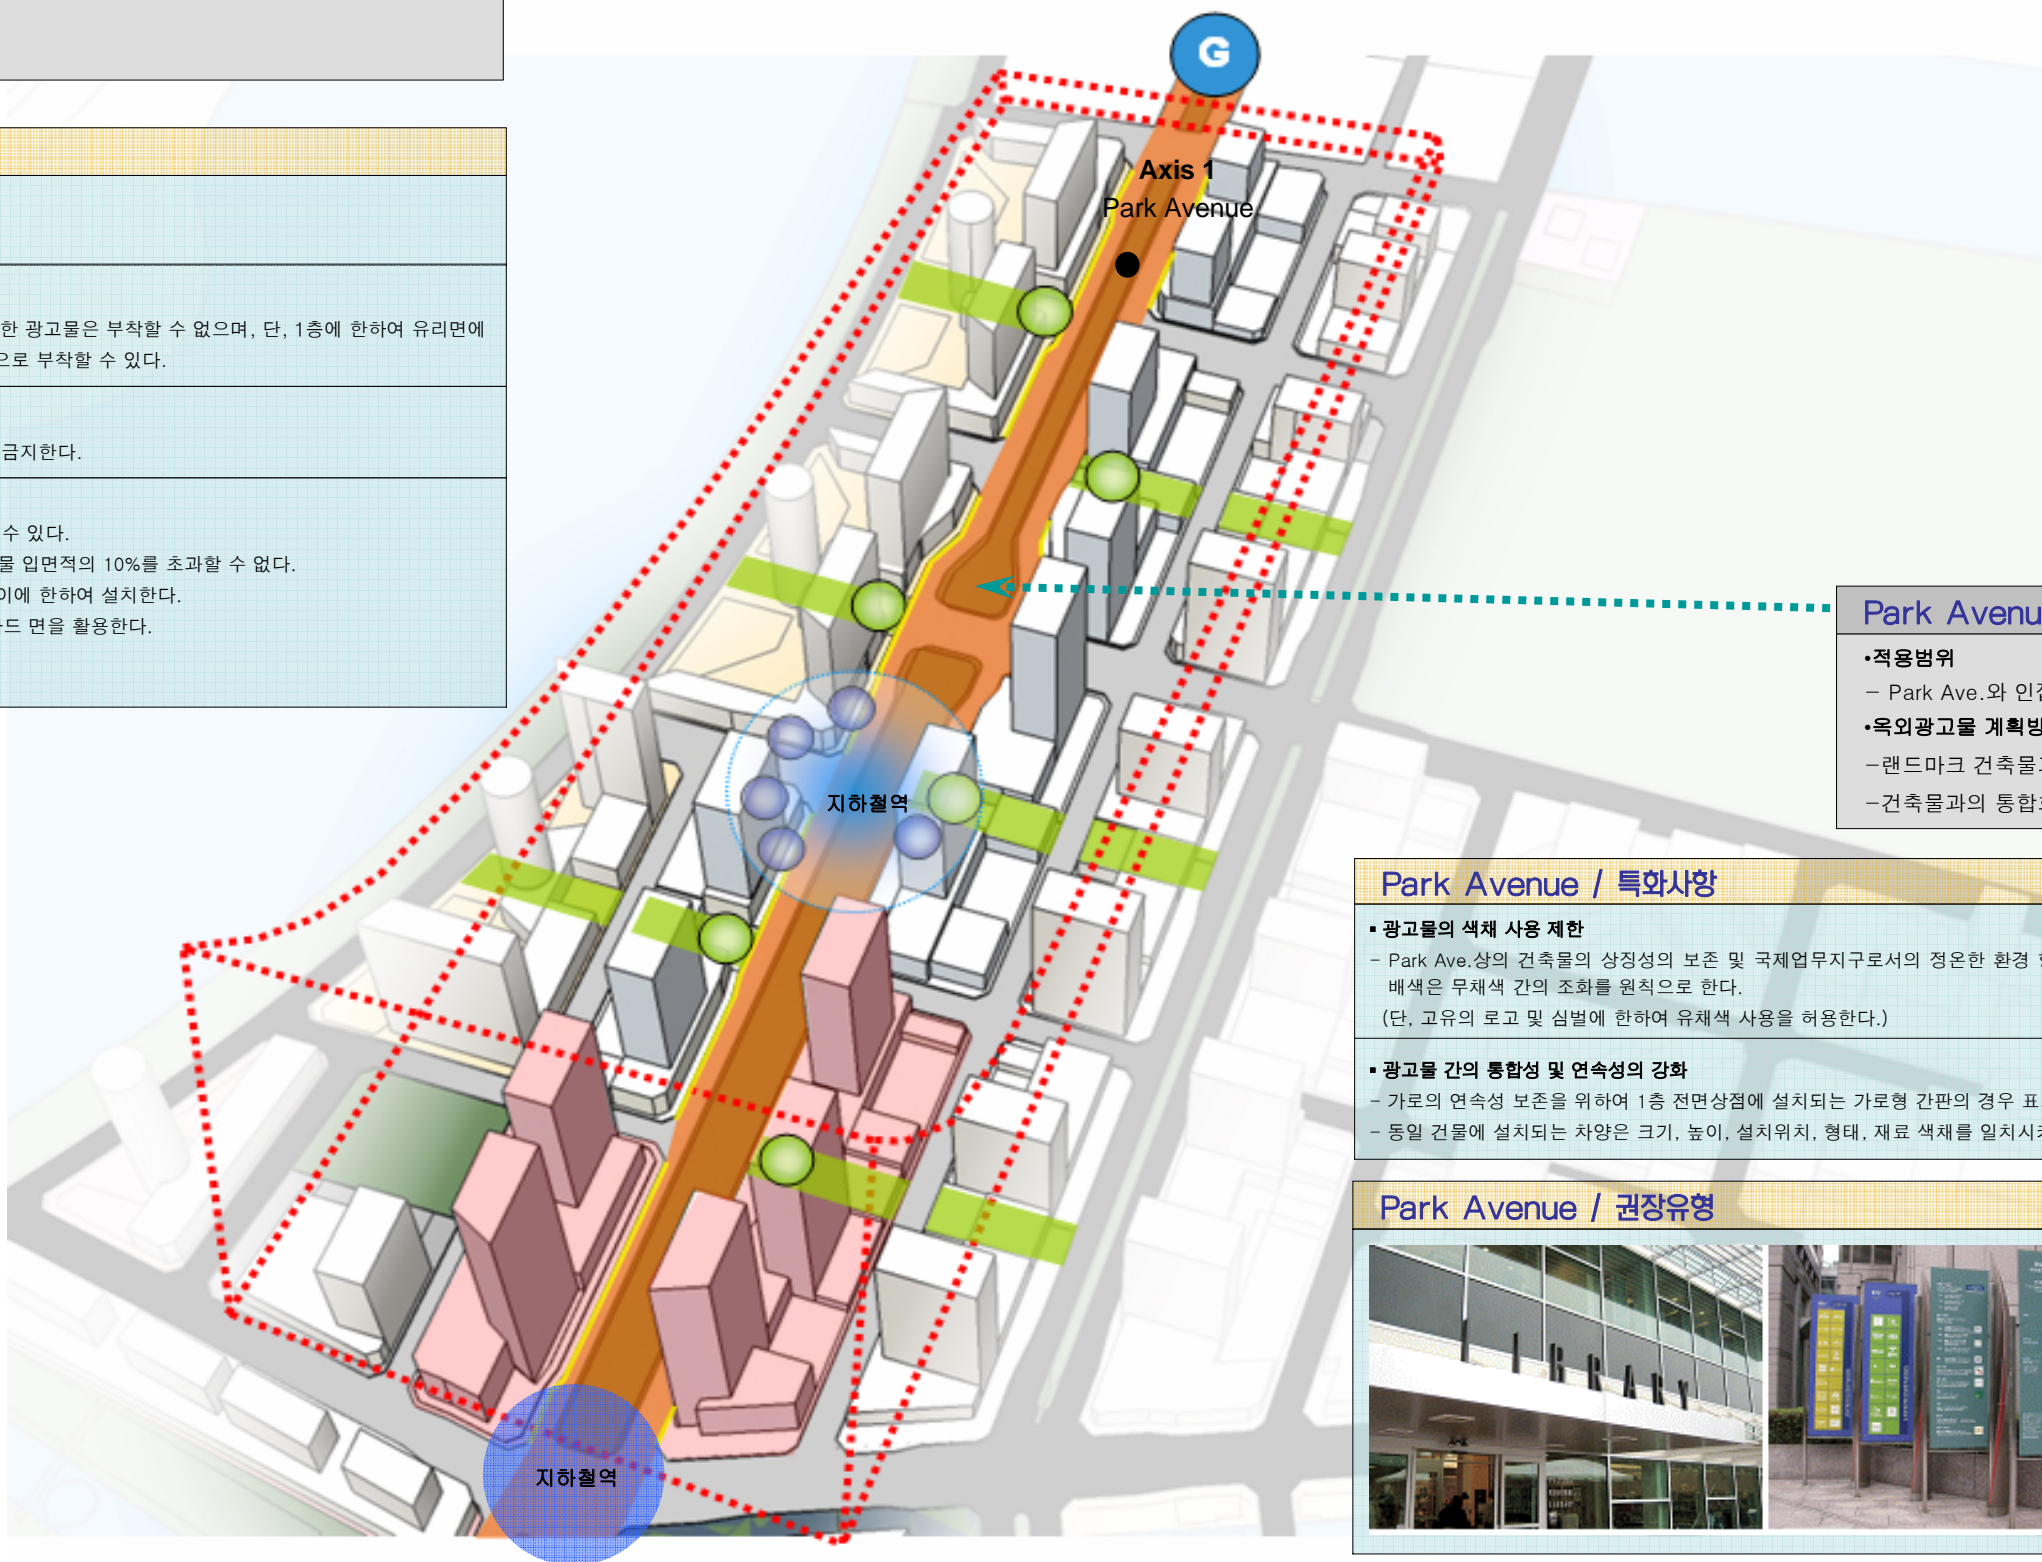 G
Axis 1
Park Avenue
한 광고물은 부착할 수 없으며, 단, 1층에 한하여 유리면에
으로 부착할 수 있다.
금지한다.
수 있다.
물 입면적의 10%를 초과할 수 없다.
이에 한하여 설치한다.
드 면을 활용한다.
지하철역
지하철역
Park Avenu
•적용범위
- Park Ave.와 인
•옥외광고물 계획방
-랜드마크 건축물
-건축물과의 통합
Park Avenue / 특화사항
▪ 광고물의 색채 사용 제한
- Park Ave.상의 건축물의 상징성의 보존 및 국제업무지구로서의 정온한 환경
배색은 무채색 간의 조화를 원칙으로 한다.
(단, 고유의 로고 및 심벌에 한하여 유채색 사용을 허용한다.)
▪ 광고물 간의 통합성 및 연속성의 강화
- 가로의 연속성 보존을 위하여 1층 전면상점에 설치되는 가로형 간판의 경우 표
- 동일 건물에 설치되는 차양은 크기, 높이, 설치위치, 형태, 재료 색채를 일치시
Park Avenue / 권장유형
LIBRARY